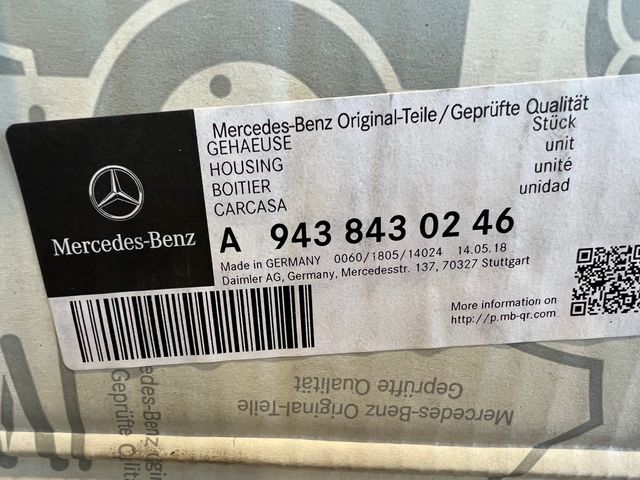 Mercedes-Benz Original-Teile/Geprüfte Qualität
GEHAEUSE Stück
HOUSING unit
BOITIER unité
CARCASA unidad
Mercedes-Benz
A 943 843 02 46
Made in GERMANY 0060/1805/14024 14.05.18
Daimler AG, Germany, Mercedesstr. 137, 70327 Stuttgart
More information on
http://p.mb-qr.com
Mercedes-Benz Original-Teile
Geprüfte Qualität
Geprüfte